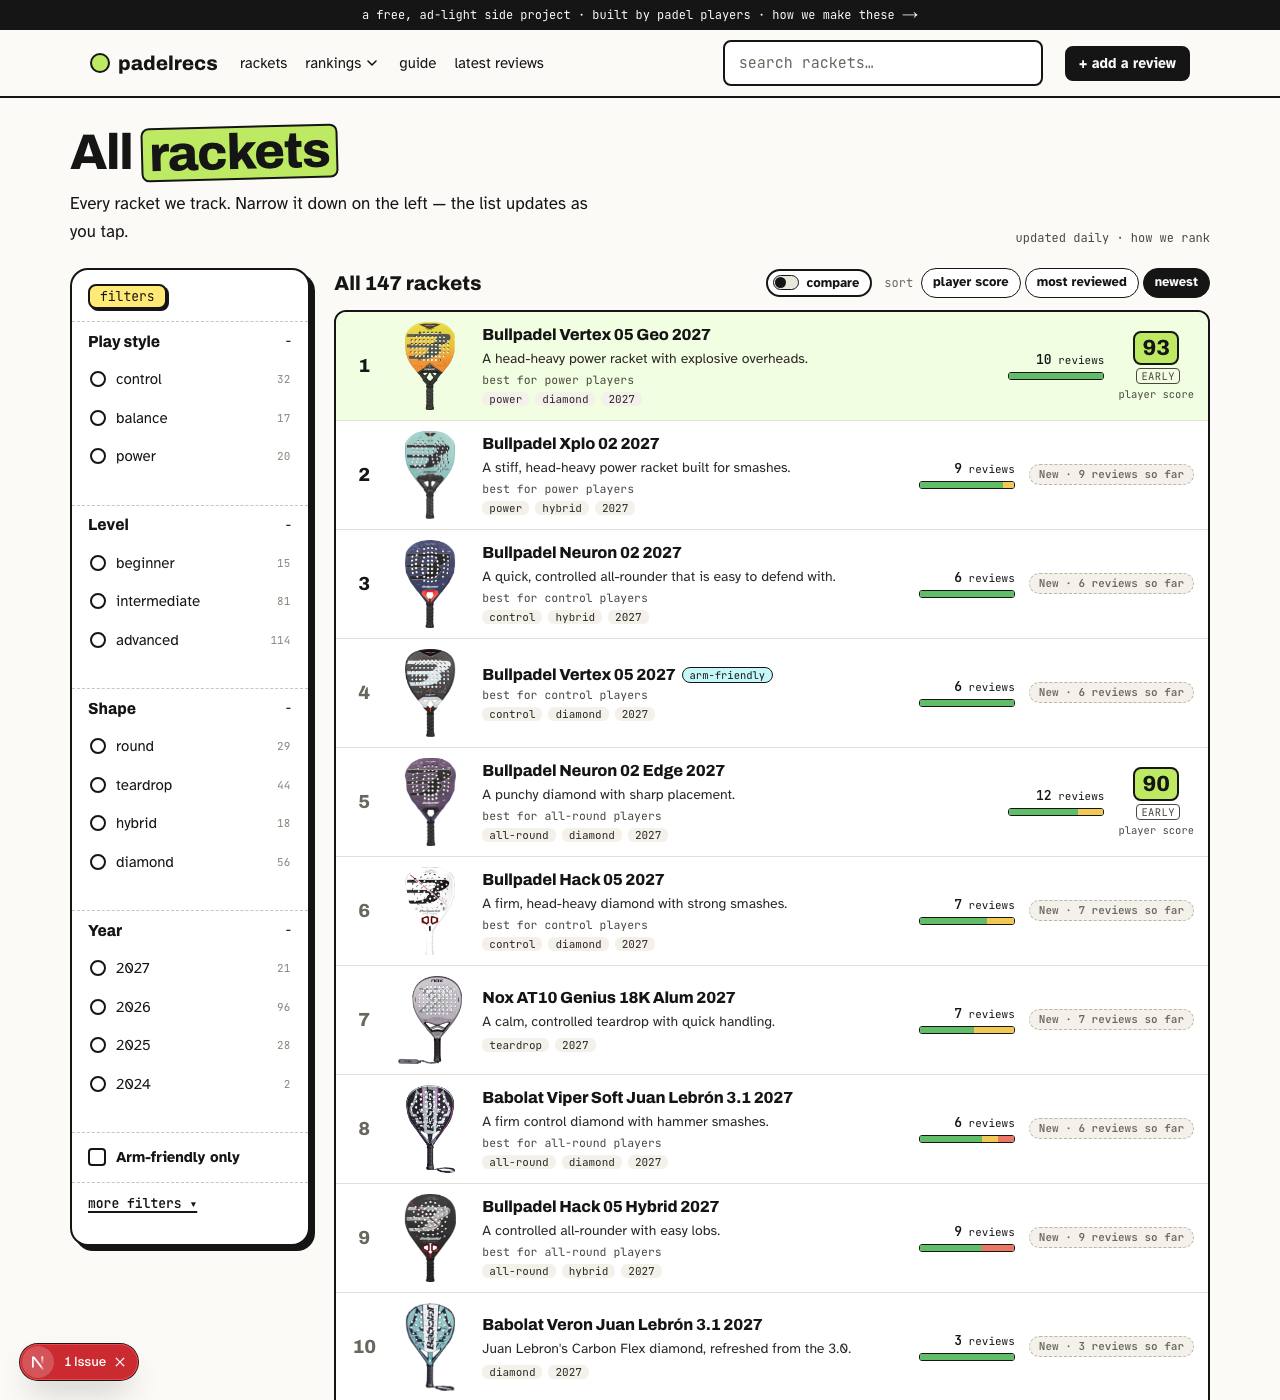 a free, ad-light side project · built by padel players · how we make these →
padelrecs
rackets
rankings
guide
latest reviews
search rackets…
+ add a review
All rackets
Every racket we track. Narrow it down on the left — the list updates as
you tap.
updated daily · how we rank
filters
Play style -
control 32
balance 17
power 20
Level -
beginner 15
intermediate 81
advanced 114
Shape -
round 29
teardrop 44
hybrid 18
diamond 56
Year -
2027 21
2026 96
2025 28
2024 2
Arm-friendly only
more filters ▾
All 147 rackets
compare
sort
player score
most reviewed
newest
1
Bullpadel Vertex 05 Geo 2027
A head-heavy power racket with explosive overheads.
best for power players
power diamond 2027
10 reviews
93
EARLY
player score
2
Bullpadel Xplo 02 2027
A stiff, head-heavy power racket built for smashes.
best for power players
power hybrid 2027
9 reviews
New · 9 reviews so far
3
Bullpadel Neuron 02 2027
A quick, controlled all-rounder that is easy to defend with.
best for control players
control hybrid 2027
6 reviews
New · 6 reviews so far
4
Bullpadel Vertex 05 2027 arm-friendly
best for control players
control diamond 2027
6 reviews
New · 6 reviews so far
5
Bullpadel Neuron 02 Edge 2027
A punchy diamond with sharp placement.
best for all-round players
all-round diamond 2027
12 reviews
90
EARLY
player score
6
Bullpadel Hack 05 2027
A firm, head-heavy diamond with strong smashes.
best for control players
control diamond 2027
7 reviews
New · 7 reviews so far
7
Nox AT10 Genius 18K Alum 2027
A calm, controlled teardrop with quick handling.
teardrop 2027
7 reviews
New · 7 reviews so far
8
Babolat Viper Soft Juan Lebrón 3.1 2027
A firm control diamond with hammer smashes.
best for all-round players
all-round diamond 2027
6 reviews
New · 6 reviews so far
9
Bullpadel Hack 05 Hybrid 2027
A controlled all-rounder with easy lobs.
best for all-round players
all-round hybrid 2027
9 reviews
New · 9 reviews so far
10
Babolat Veron Juan Lebrón 3.1 2027
Juan Lebron's Carbon Flex diamond, refreshed from the 3.0.
diamond 2027
3 reviews
New · 3 reviews so far
N 1 Issue